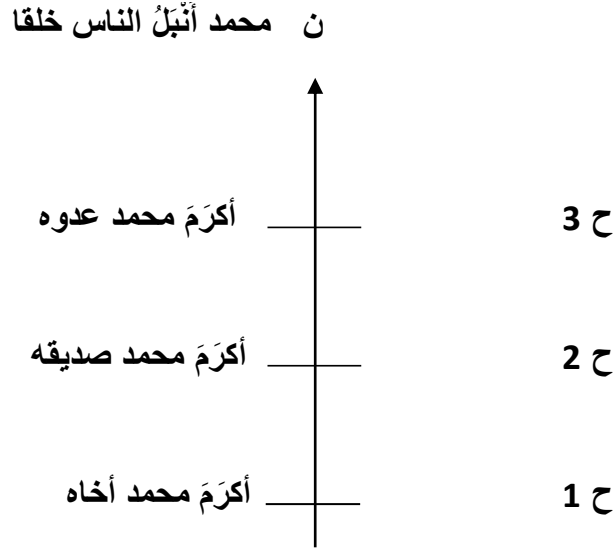 ن محمد أنْبَلُ الناس خلقا
ح 3 أكرَمَ محمد عدوه
ح 2 أكرَمَ محمد صديقه
ح 1 أكرَمَ محمد أخاه